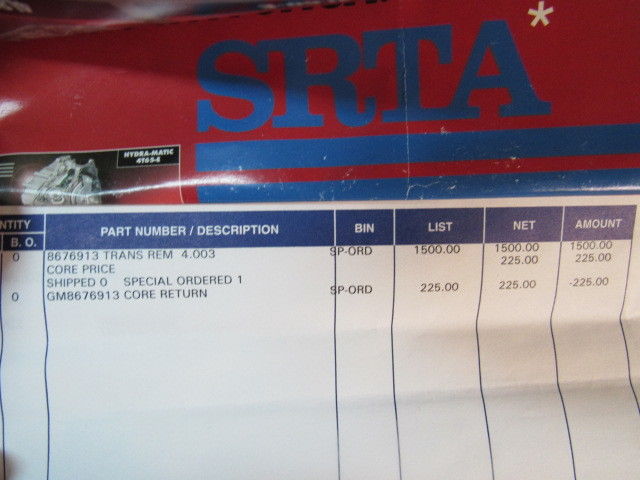 SRTA*
HYDRA-MATIC
4T65-E
NTITY
B. O.
PART NUMBER / DESCRIPTION
BIN
LIST
NET
AMOUNT
0 8676913 TRANS REM 4.003 SP-ORD 1500.00 1500.00 1500.00
CORE PRICE 225.00 225.00
SHIPPED 0 SPECIAL ORDERED 1
0 GM8676913 CORE RETURN SP-ORD 225.00 225.00 -225.00